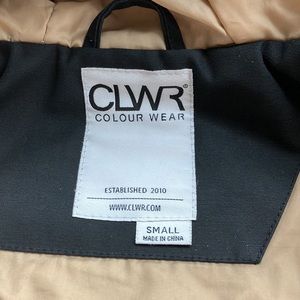 CLWR®
COLOUR WEAR
ESTABLISHED 2010
WWW.CLWR.COM
SMALL
MADE IN CHINA